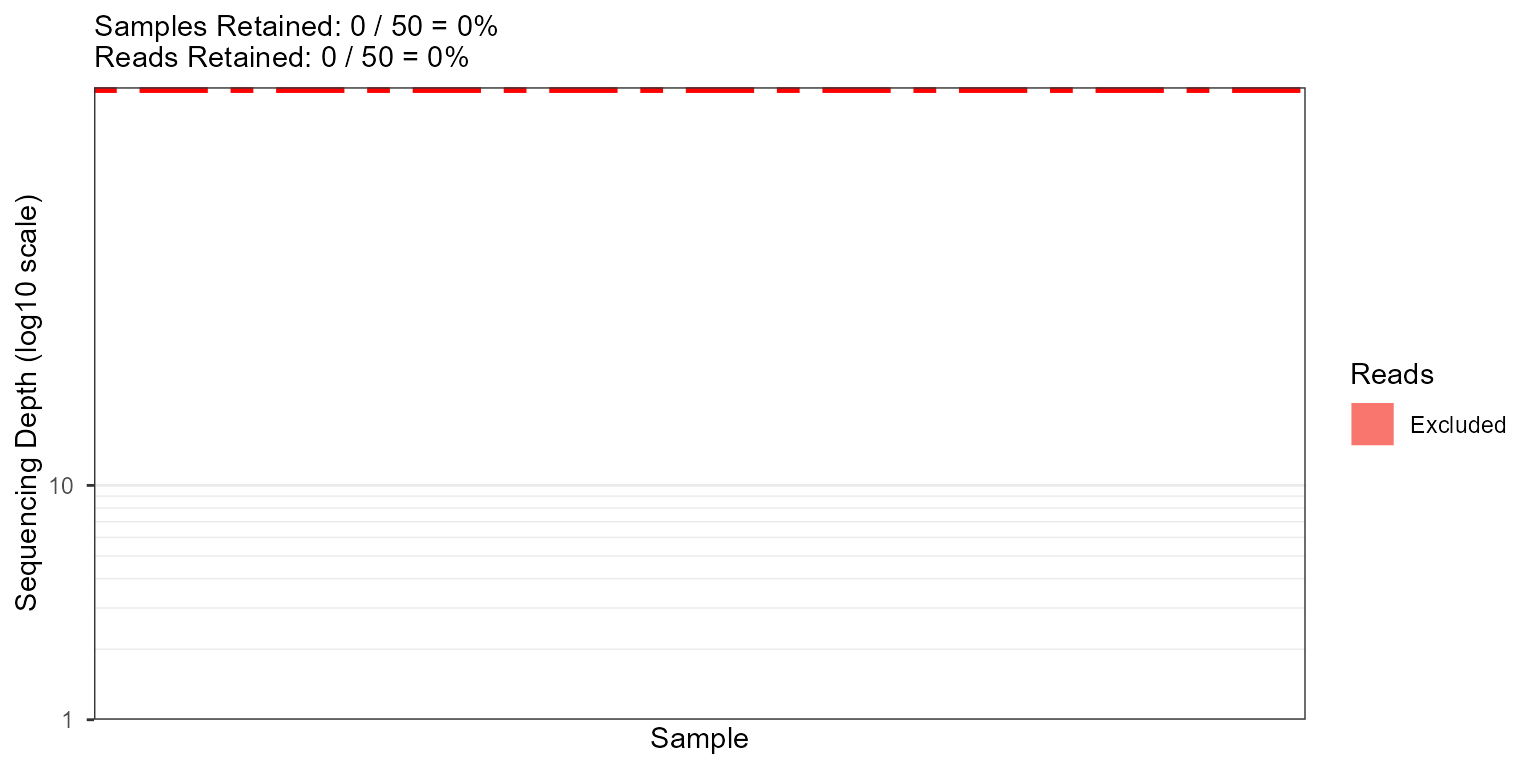 Samples Retained: 0 / 50 = 0%
Reads Retained: 0 / 50 = 0%
Sequencing Depth (log10 scale)
10
1
Sample
Reads
Excluded